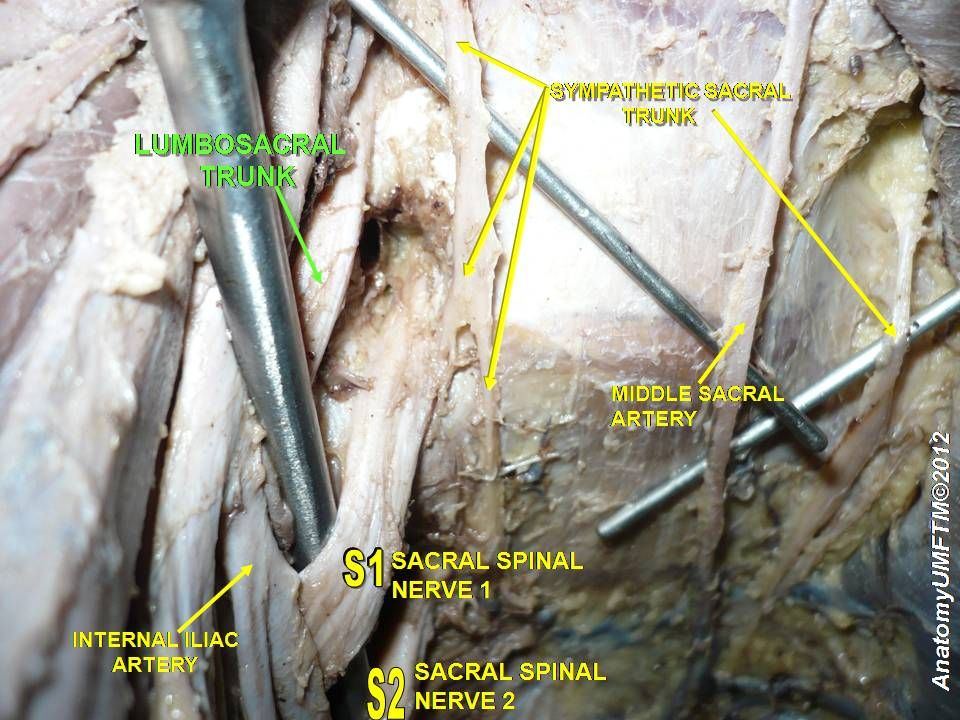 SYMPATHETIC SACRAL
TRUNK
LUMBOSACRAL
TRUNK
MIDDLE SACRAL
ARTERY
S1 SACRAL SPINAL
NERVE 1
INTERNAL ILIAC
ARTERY
S2 SACRAL SPINAL
NERVE 2
AnatomyUMFTM©2012